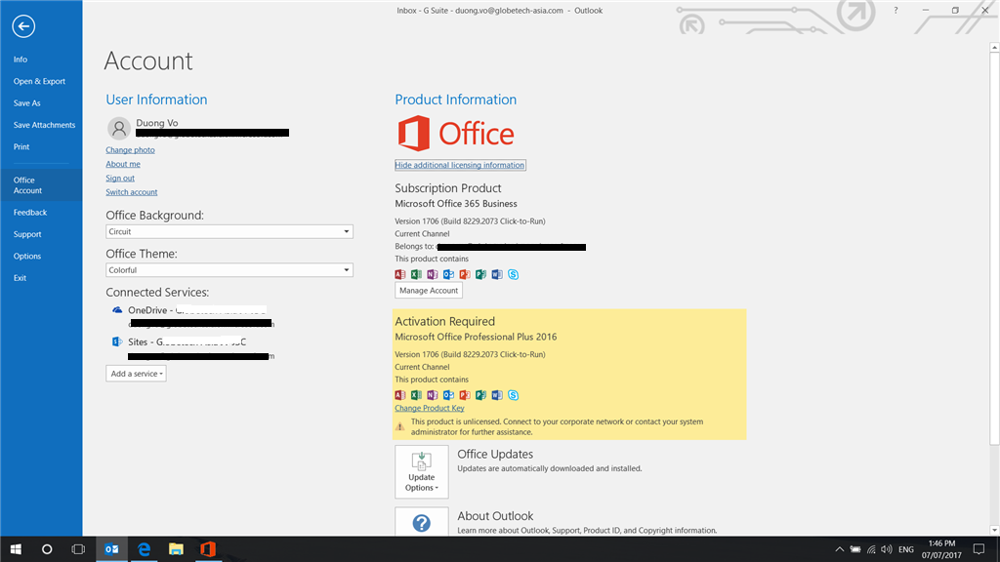 Inbox - G Suite - duong.vo@globetech-asia.com - Outlook
?
Info
Open & Export
Save As
Save Attachments
Print
Office
Account
Feedback
Support
Options
Exit
Account
User Information
Duong Vo
Change photo
About me
Sign out
Switch account
Office Background:
Circuit
Office Theme:
Colorful
Connected Services:
OneDrive -
Sites -
Add a service
Product Information
Office
Hide additional licensing information
Subscription Product
Microsoft Office 365 Business
Version 1706 (Build 8229.2073 Click-to-Run)
Current Channel
Belongs to:
This product contains
Manage Account
Activation Required
Microsoft Office Professional Plus 2016
Version 1706 (Build 8229.2073 Click-to-Run)
Current Channel
This product contains
Change Product Key
This product is unlicensed. Connect to your corporate network or contact your system
administrator for further assistance.
Update
Options
Office Updates
Updates are automatically downloaded and installed.
?
About Outlook
Learn more about Outlook, Support, Product ID, and Copyright information.
ENG
1:46 PM
07/07/2017